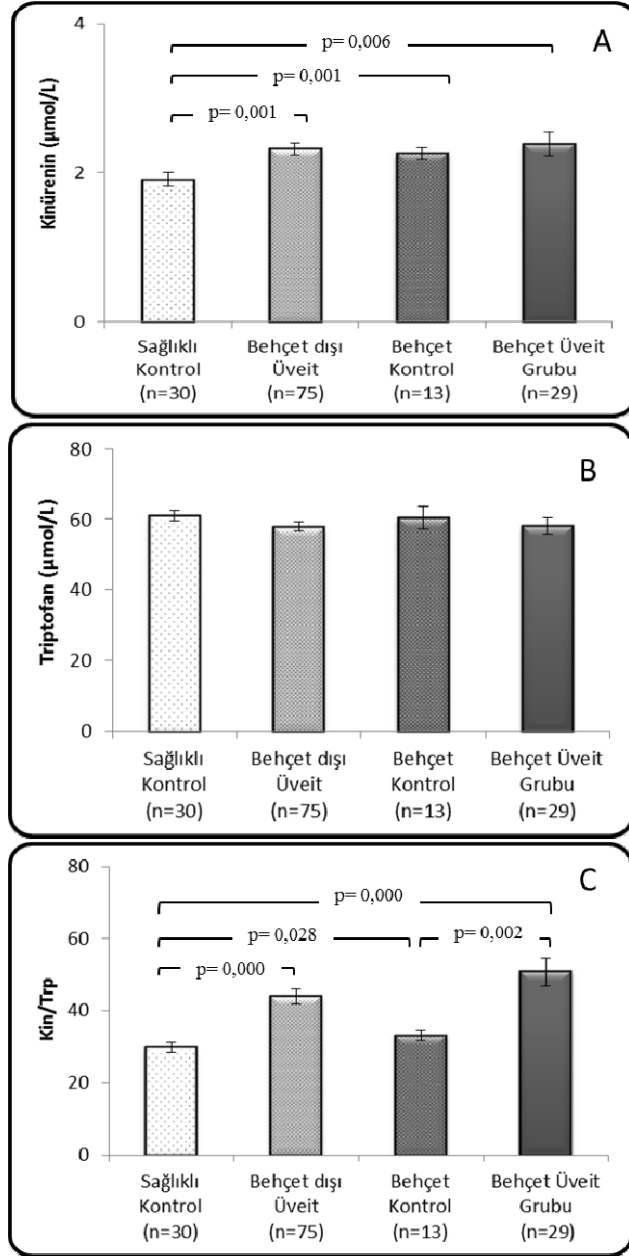 A
p= 0,006
p= 0,001
p= 0,001
Kinürenin (µmol/L)
4
2
0
Sağlıklı
Kontrol
(n=30)
Behçet dışı
Üveit
(n=75)
Behçet
Kontrol
(n=13)
Behçet Üveit
Grubu
(n=29)
B
Triptofan (µmol/L)
80
60
40
20
0
Sağlıklı
Kontrol
(n=30)
Behçet dışı
Üveit
(n=75)
Behçet
Kontrol
(n=13)
Behçet Üveit
Grubu
(n=29)
C
p= 0,000
p= 0,028
p= 0,002
p= 0,000
Kin/Trp
80
60
40
20
0
Sağlıklı
Kontrol
(n=30)
Behçet dışı
Üveit
(n=75)
Behçet
Kontrol
(n=13)
Behçet Üveit
Grubu
(n=29)